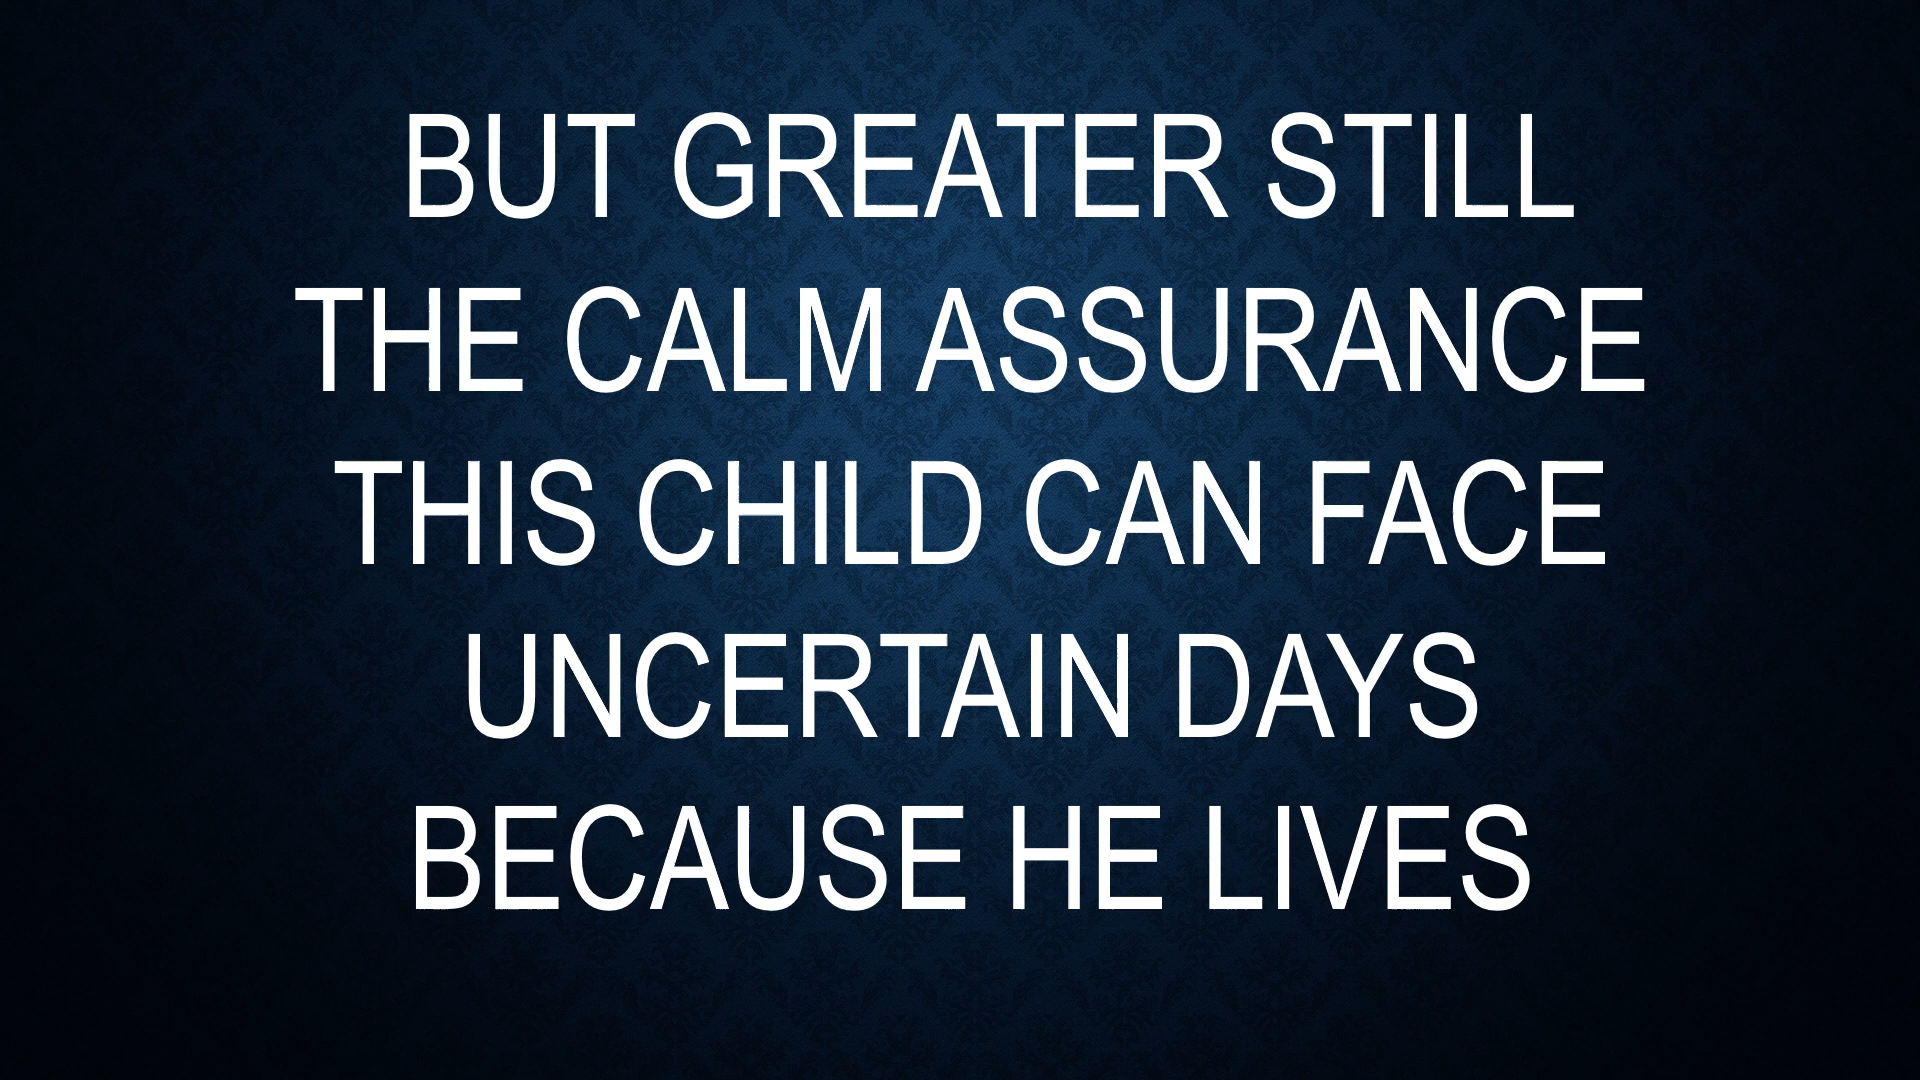 BUT GREATER STILL
THE CALM ASSURANCE
THIS CHILD CAN FACE
UNCERTAIN DAYS
BECAUSE HE LIVES